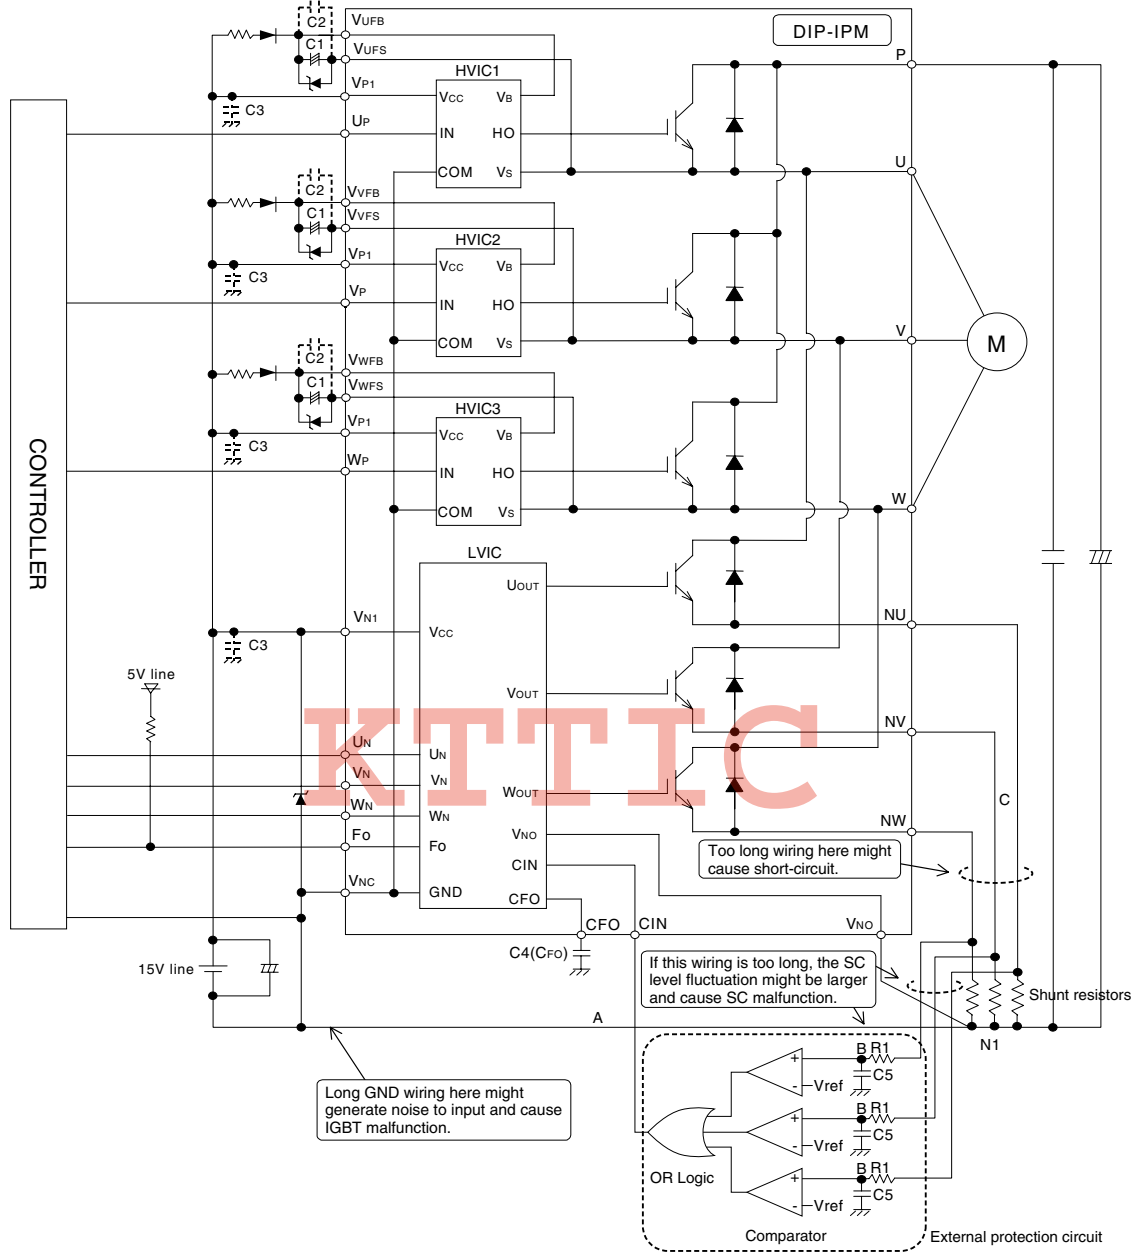 C2
VUFB
DIP-IPM
C1
VUFS
P
HVIC1
VP1
VCC
VB
C3
UP
IN
HO
U
COM
VS
C2
VVFB
C1
VVFS
HVIC2
VP1
VCC
VB
C3
VP
IN
HO
V
COM
VS
M
C2
VWFB
C1
VWFS
HVIC3
VP1
VCC
VB
C3
WP
IN
HO
W
COM
VS
CONTROLLER
LVIC
UOUT
VN1
VCC
NU
C3
5V line
VOUT
KTTIC
NV
UN
UN
VN
VN
WOUT
C
WN
WN
NW
FO
FO
VNO
Too long wiring here might
cause short-circuit.
CIN
VNC
GND
CFO
CFO
CIN
VNO
C4(CFO)
15V line
If this wiring is too long, the SC
level fluctuation might be larger
and cause SC malfunction.
Shunt resistors
A
N1
B
R1
+
C5
-
Vref
Long GND wiring here might
generate noise to input and cause
IGBT malfunction.
B
R1
+
C5
-
Vref
B
R1
+
C5
-
Vref
OR Logic
Comparator
External protection circuit